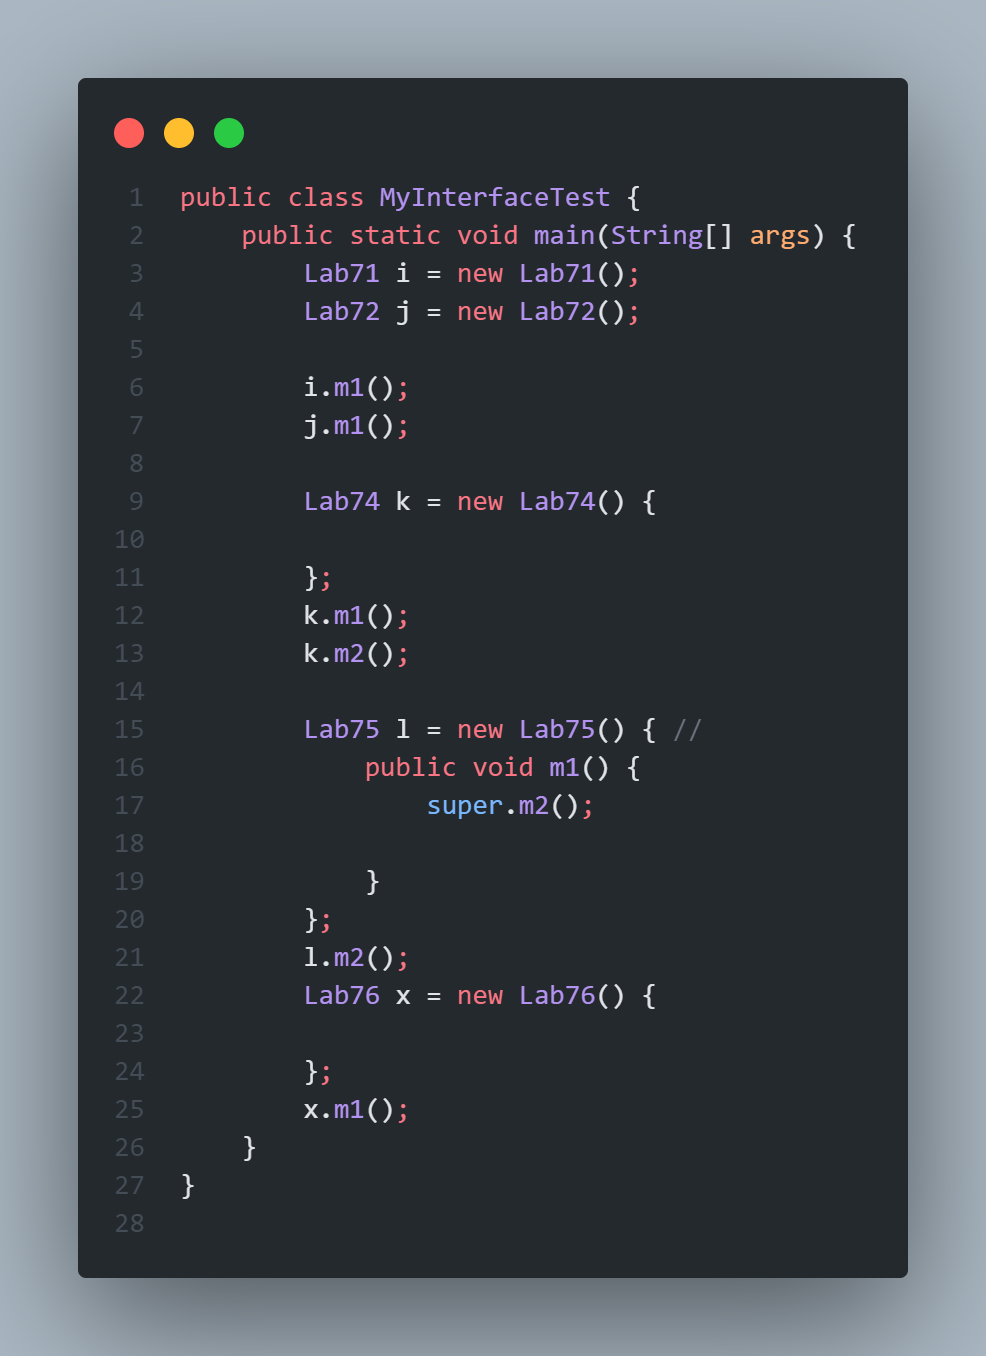 1 public class MyInterfaceTest {
2     public static void main(String[] args) {
3         Lab71 i = new Lab71();
4         Lab72 j = new Lab72();
5
6         i.m1();
7         j.m1();
8
9         Lab74 k = new Lab74() {
10
11         };
12         k.m1();
13         k.m2();
14
15         Lab75 l = new Lab75() { //
16             public void m1() {
17                 super.m2();
18
19             }
20         };
21         l.m2();
22         Lab76 x = new Lab76() {
23
24         };
25         x.m1();
26     }
27 }
28